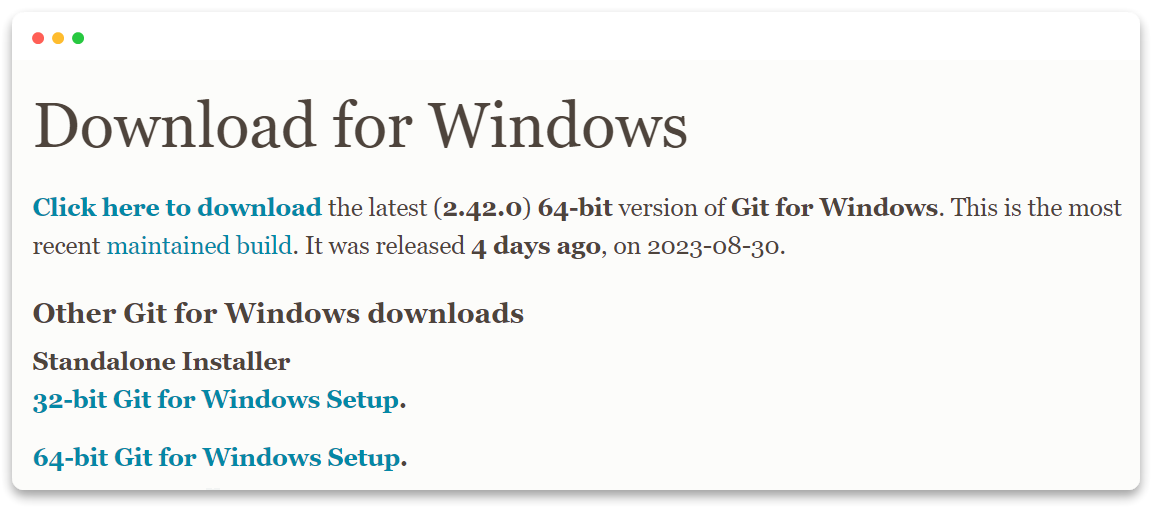 Download for Windows
Click here to download the latest (2.42.0) 64-bit version of Git for Windows. This is the most
recent maintained build. It was released 4 days ago, on 2023-08-30.
Other Git for Windows downloads
Standalone Installer
32-bit Git for Windows Setup.
64-bit Git for Windows Setup.